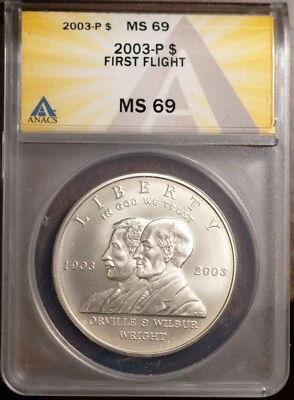 2003-P $ MS 69
2003-P $
FIRST FLIGHT
MS 69
ANACS
LIBERTY
IN GOD WE TRUST
1903 2003
ORVILLE & WILBUR
WRIGHT